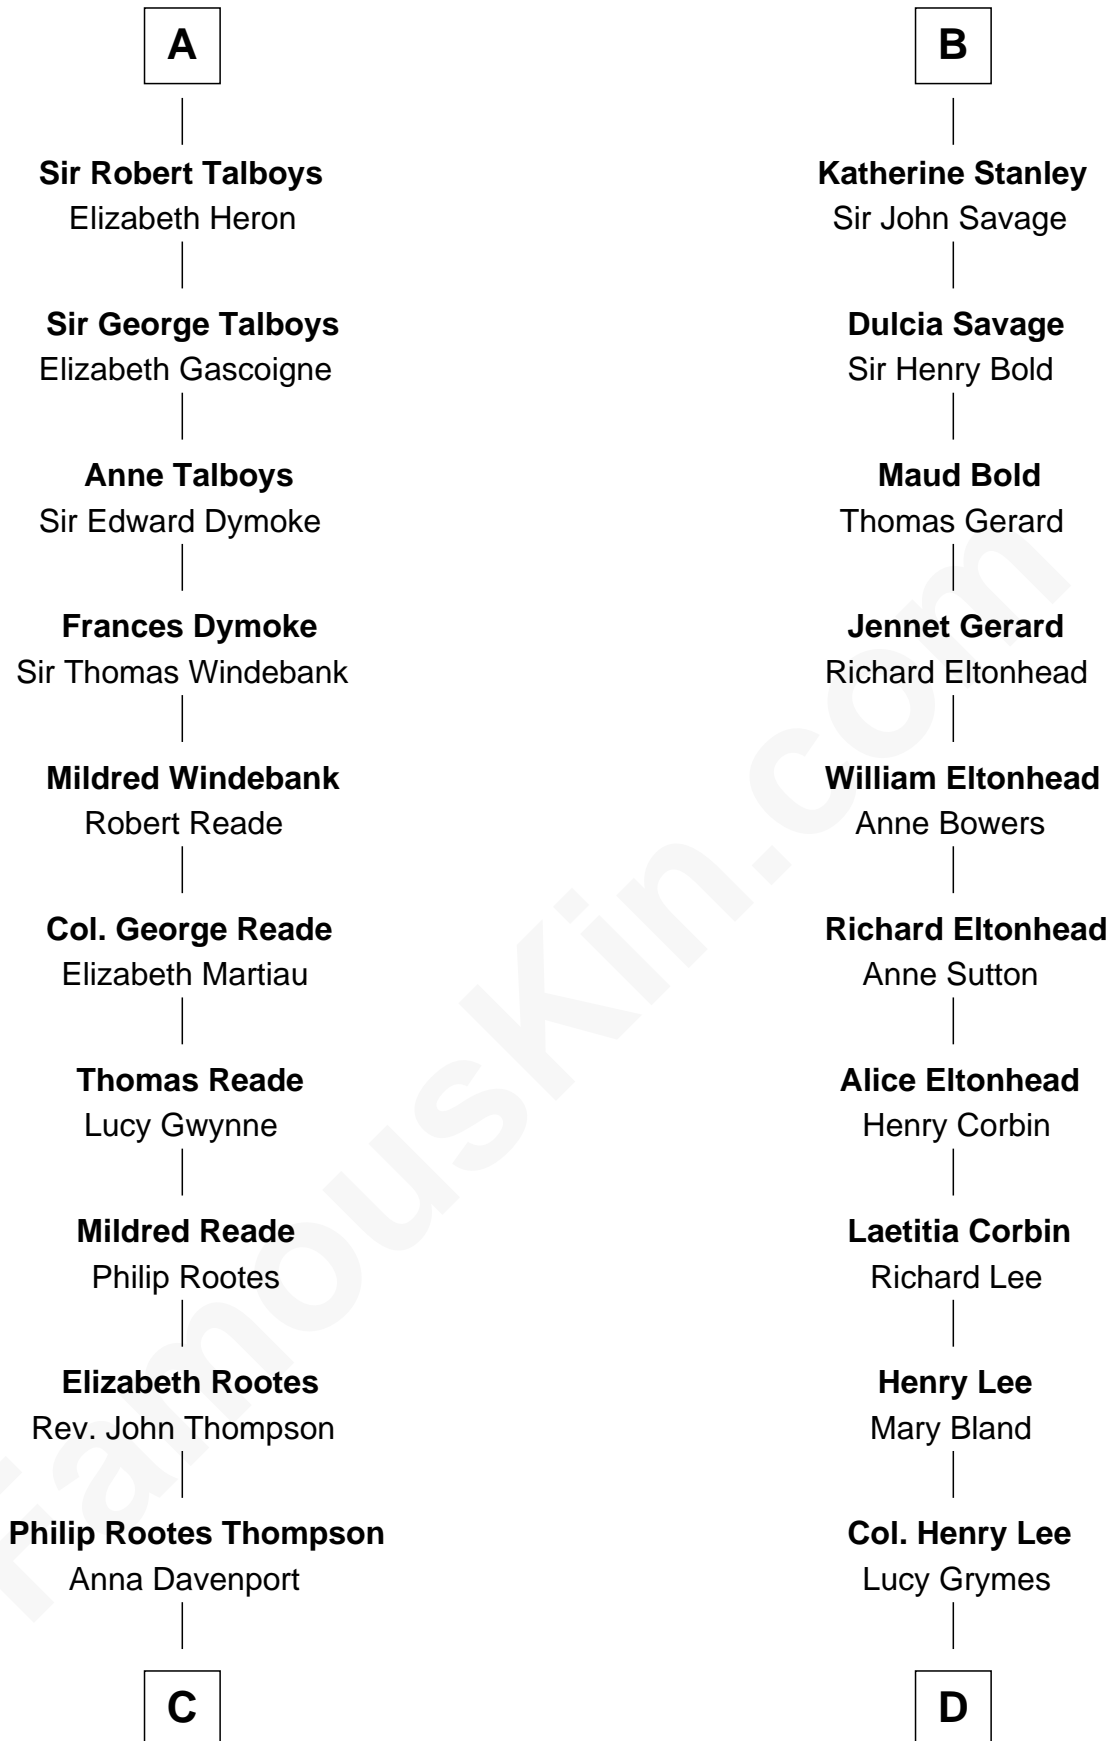 A
Sir Robert Talboys
Elizabeth Heron
Sir George Talboys
Elizabeth Gascoigne
Anne Talboys
Sir Edward Dymoke
Frances Dymoke
Sir Thomas Windebank
Mildred Windebank
Robert Reade
Col. George Reade
Elizabeth Martiau
Thomas Reade
Lucy Gwynne
Mildred Reade
Philip Rootes
Elizabeth Rootes
Rev. John Thompson
Philip Rootes Thompson
Anna Davenport
C
B
Katherine Stanley
Sir John Savage
Dulcia Savage
Sir Henry Bold
Maud Bold
Thomas Gerard
Jennet Gerard
Richard Eltonhead
William Eltonhead
Anne Bowers
Richard Eltonhead
Anne Sutton
Alice Eltonhead
Henry Corbin
Laetitia Corbin
Richard Lee
Henry Lee
Mary Bland
Col. Henry Lee
Lucy Grymes
D
FamousKin.com